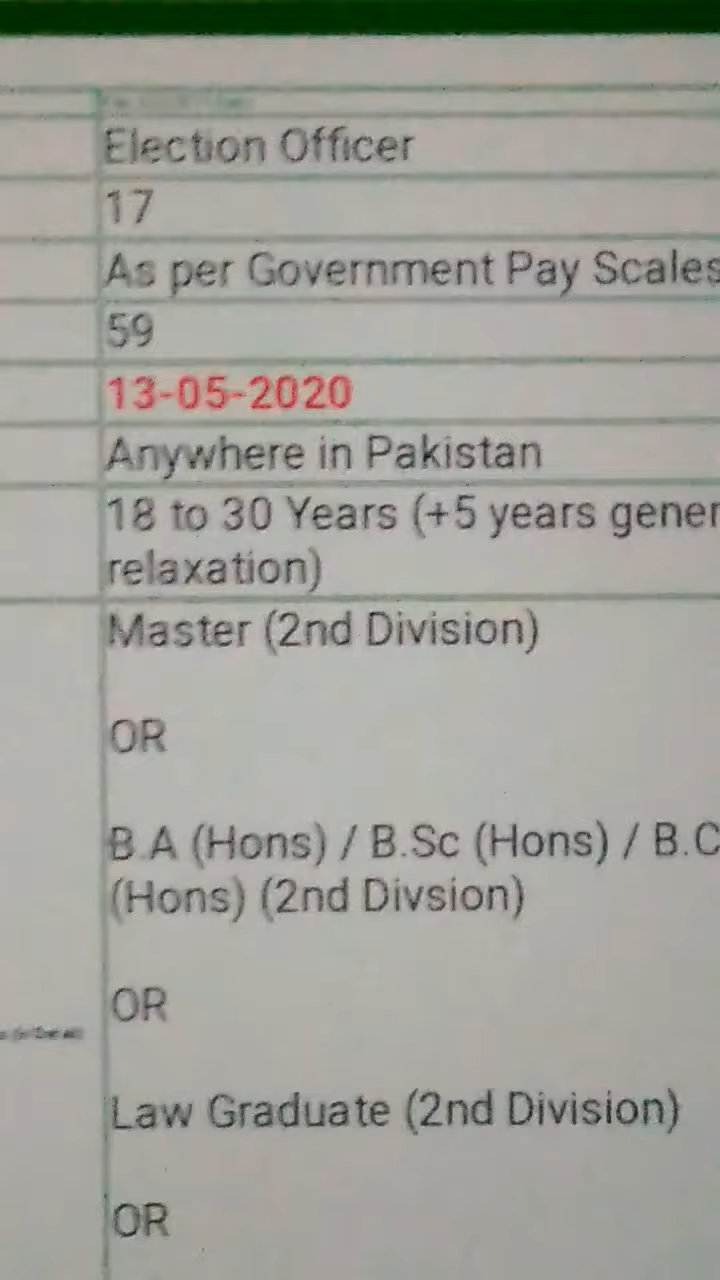 Election Officer
17
As per Government Pay Scales
59
13-05-2020
Anywhere in Pakistan
18 to 30 Years (+5 years gener
relaxation)
Master (2nd Division)
OR
B.A (Hons) / B.Sc (Hons) / B.C
(Hons) (2nd Divsion)
OR
Law Graduate (2nd Division)
OR